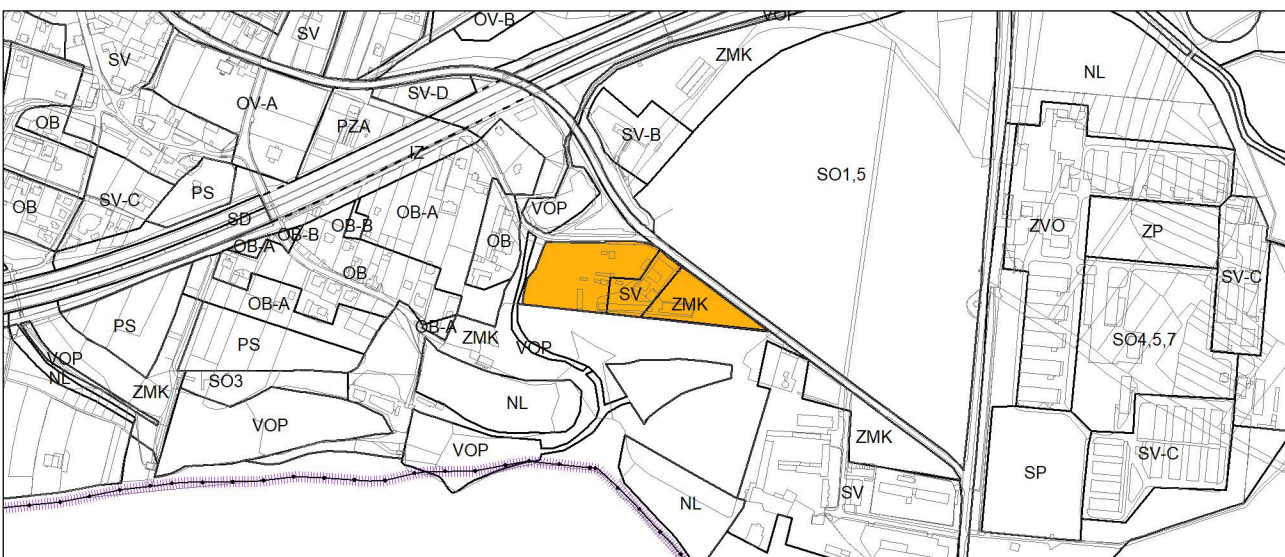 OV-B
VOP
SV
SV
ZMK
NL
OV-A
SV-D
OB
PZA
SV-B
IZ
SO1,5
PS
SV-C
OB
SD
OB-A
VOP
ZVO
ZP
OB-B
OB-B
OB-A
OB
OB
SV-C
OB-A
SV
ZMK
PS
OB-A
ZMK
PS
VOP
VOP
NL
SO3
ZMK
NL
SO4,5,7
VOP
VOP
ZMK
SV-C
SP
SV
NL